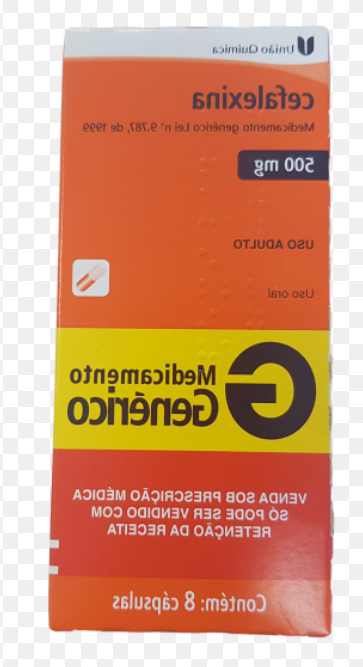 União Química
cefalexina
Medicamento genérico Lei n° 9.787, de 1999
500 mg
USO ADULTO
Uso oral
G
Medicamento
Genérico
VENDA SOB PRESCRIÇÃO MÉDICA
SÓ PODE SER VENDIDO COM
RETENÇÃO DA RECEITA
Contém: 8 cápsulas